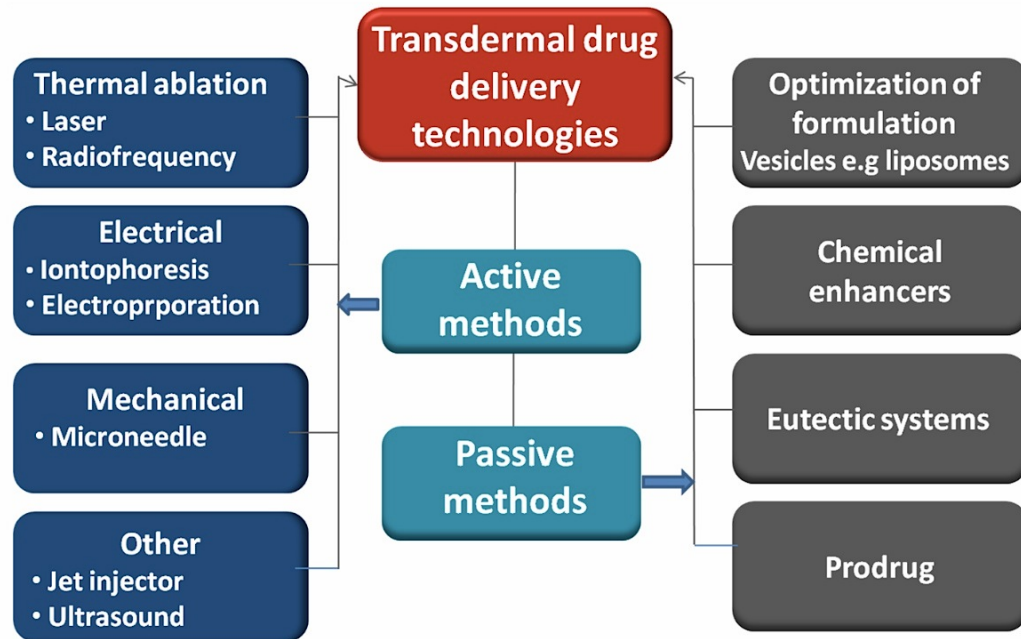 Transdermal drug
delivery
technologies
Thermal ablation
• Laser
• Radiofrequency
Electrical
• Iontophoresis
• Electroprporation
Mechanical
• Microneedle
Other
• Jet injector
• Ultrasound
Active
methods
Passive
methods
Optimization of
formulation
Vesicles e.g liposomes
Chemical
enhancers
Eutectic systems
Prodrug